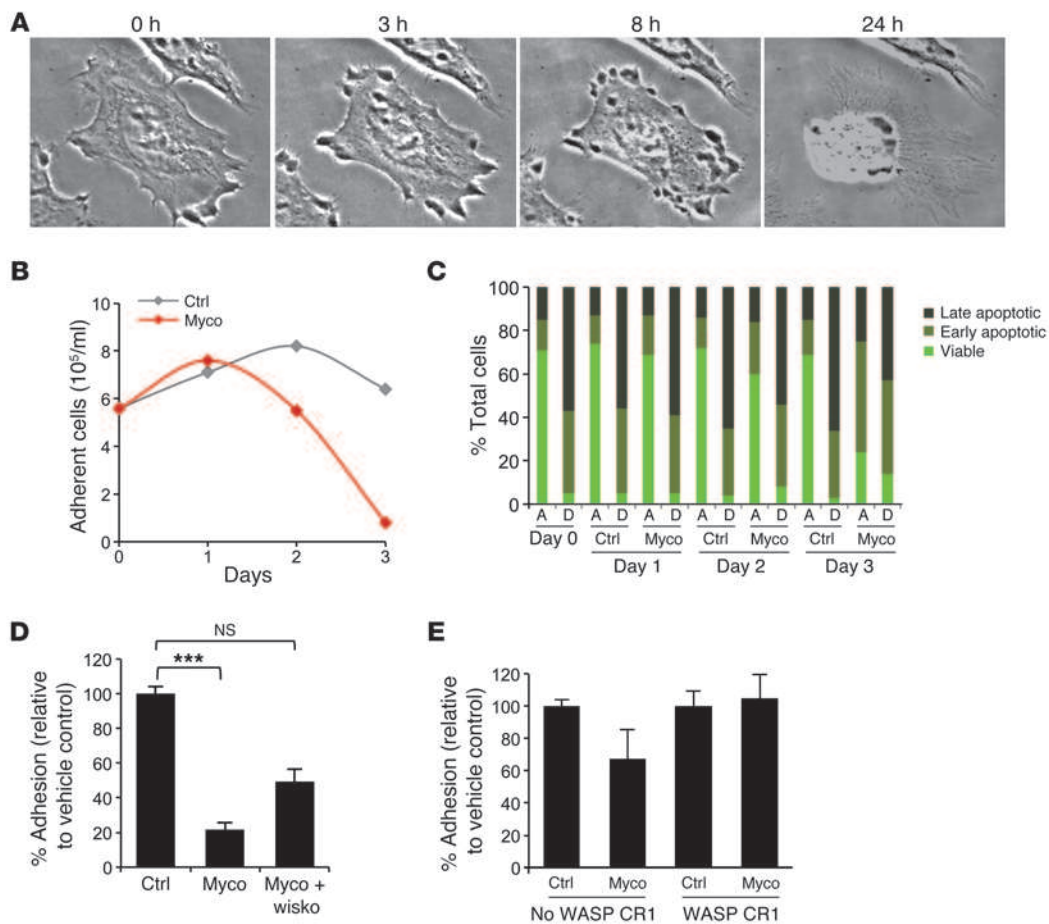 A
0 h 3 h 8 h 24 h
B
Adherent cells (10⁵/ml)
10
8
6
4
2
0
Ctrl
Myco
0 1 2 3
Days
C
% Total cells
100
80
60
40
20
0
Late apoptotic
Early apoptotic
Viable
A D A D A D A D A D A D A D
Day 0 Ctrl Myco Ctrl Myco Ctrl Myco
Day 1 Day 2 Day 3
D
% Adhesion (relative
to vehicle control)
120
100
80
60
40
20
0
NS
***
Ctrl Myco Myco +
wisko
E
% Adhesion (relative
to vehicle control)
120
100
80
60
40
20
0
Ctrl Myco Ctrl Myco
No WASP CR1 WASP CR1